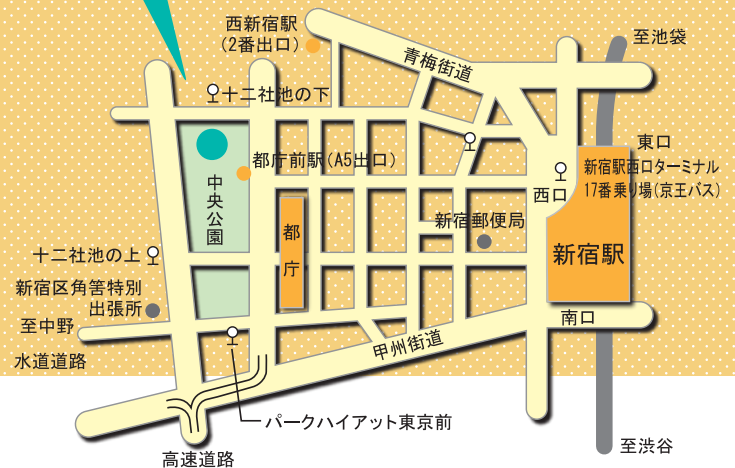 西新宿駅
(2番出口)
至池袋
青梅街道
十二社池の下
東口
都庁前駅(A5出口)
新宿駅西口ターミナル
17番乗り場(京王バス)
中央公園
西口
新宿郵便局
都庁
十二社池の上
新宿駅
新宿区角筈特別
出張所
至中野
南口
水道道路
甲州街道
パークハイアット東京前
至渋谷
高速道路